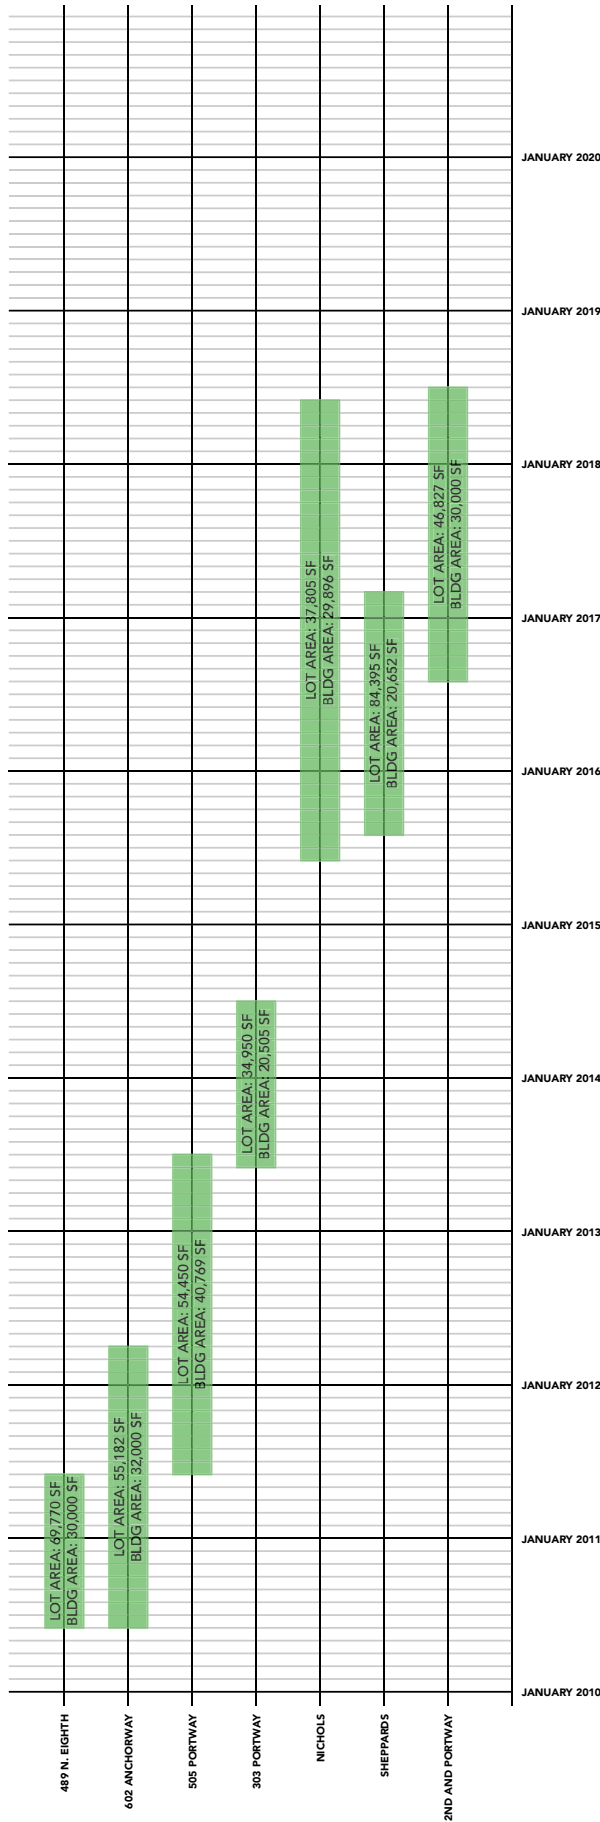 JANUARY 2020
JANUARY 2019
JANUARY 2018
JANUARY 2017
JANUARY 2016
JANUARY 2015
JANUARY 2014
JANUARY 2013
JANUARY 2012
JANUARY 2011
JANUARY 2010
LOT AREA: 69,770 SF
BLDG AREA: 30,000 SF
LOT AREA: 55,182 SF
BLDG AREA: 32,000 SF
LOT AREA: 54,450 SF
BLDG AREA: 40,769 SF
LOT AREA: 34,950 SF
BLDG AREA: 20,505 SF
LOT AREA: 37,805 SF
BLDG AREA: 29,896 SF
LOT AREA: 84,395 SF
BLDG AREA: 20,652 SF
LOT AREA: 46,827 SF
BLDG AREA: 30,000 SF
489 N. EIGHTH
602 ANCHORWAY
505 PORTWAY
303 PORTWAY
NICHOLS
SHEPPARDS
2ND AND PORTWAY